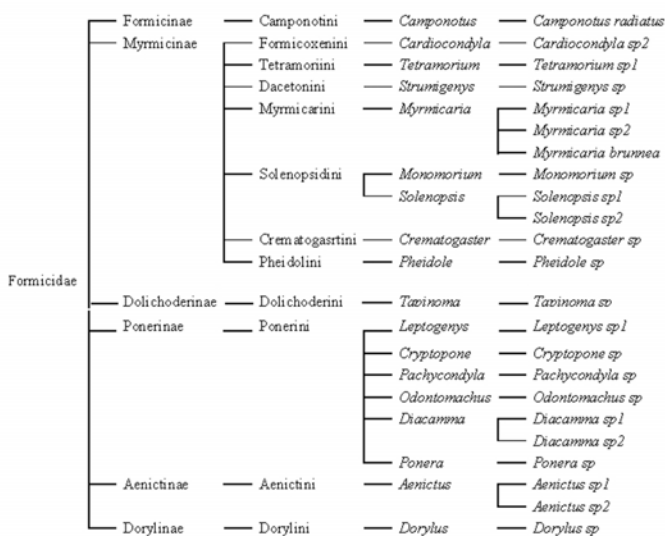 Formicinae Camponotini Camponotus Camponotus radiatus
Myrmicinae Formicoxenini Cardiocondyla Cardiocondyla sp2
Tetramoriini Tetramorium Tetramorium sp1
Dacetonini Strumigenys Strumigenys sp
Myrmicarini Myrmicaria Myrmicaria sp1
Myrmicaria sp2
Myrmicaria brunnea
Solenopsidini Monomorium Monomorium sp
Solenopsis Solenopsis sp1
Solenopsis sp2
Crematogasrtini Crematogaster Crematogaster sp
Pheidolini Pheidole Pheidole sp
Formicidae
Dolichoderinae Dolichoderini Tapinoma Tapinoma sp
Ponerinae Ponerini Leptogenys Leptogenys sp1
Cryptopone Cryptopone sp
Pachycondyla Pachycondyla sp
Odontomachus Odontomachus sp
Diacamma Diacamma sp1
Diacamma sp2
Ponera Ponera sp
Aenictinae Aenictini Aenictus Aenictus sp1
Aenictus sp2
Dorylinae Dorylini Dorylus Dorylus sp